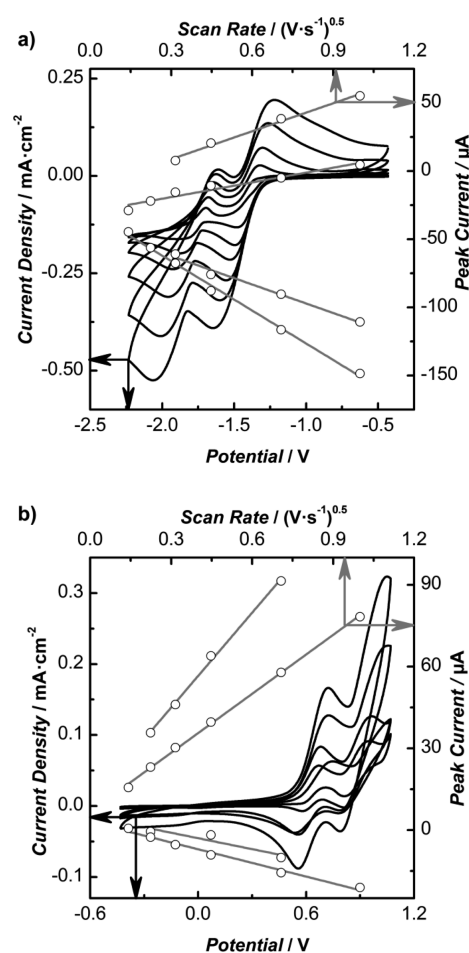 a)
Scan Rate / (V·s⁻¹)⁰·⁵
0.0 0.3 0.6 0.9 1.2
0.25
0.00
-0.25
-0.50
Current Density / mA·cm⁻²
50
0
-50
-100
-150
Peak Current / µA
-2.5 -2.0 -1.5 -1.0 -0.5
Potential / V
b)
Scan Rate / (V·s⁻¹)⁰·⁵
0.0 0.3 0.6 0.9 1.2
0.3
0.2
0.1
0.0
-0.1
Current Density / mA·cm⁻²
90
60
30
0
Peak Current / µA
-0.6 0.0 0.6 1.2
Potential / V